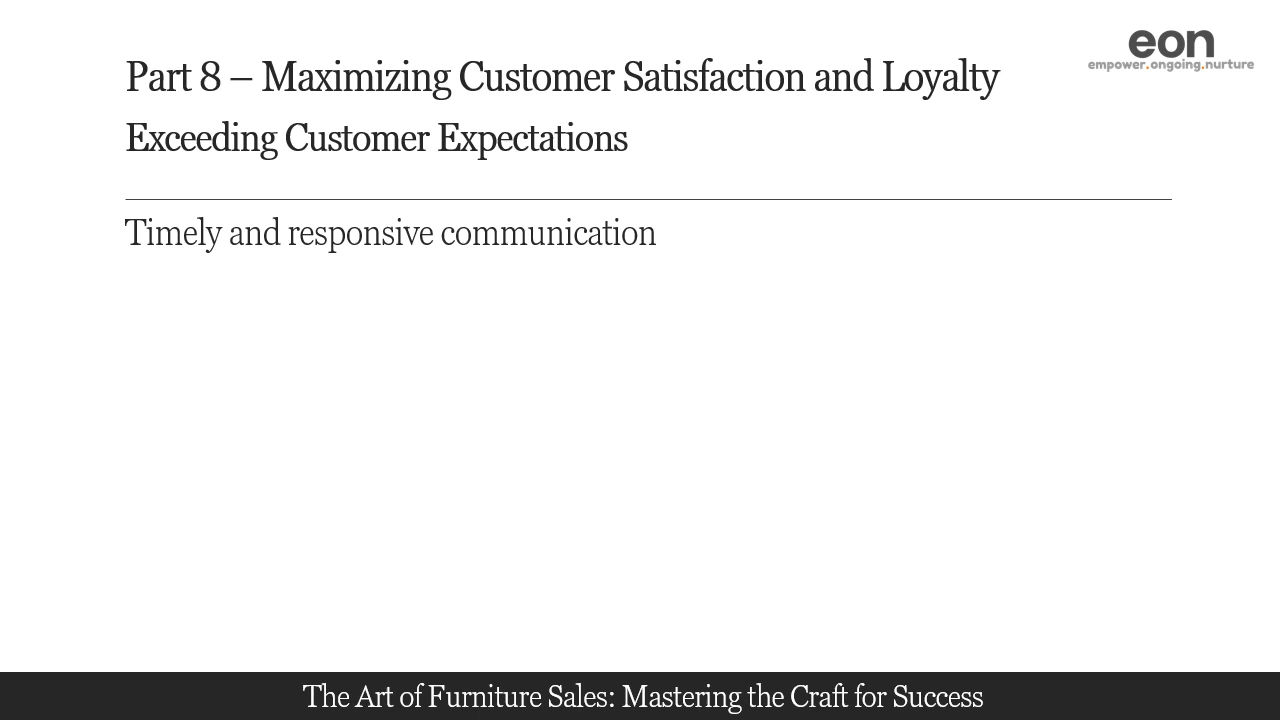 eon
empower.ongoing.nurture
Part 8 – Maximizing Customer Satisfaction and Loyalty
Exceeding Customer Expectations
Timely and responsive communication
The Art of Furniture Sales: Mastering the Craft for Success